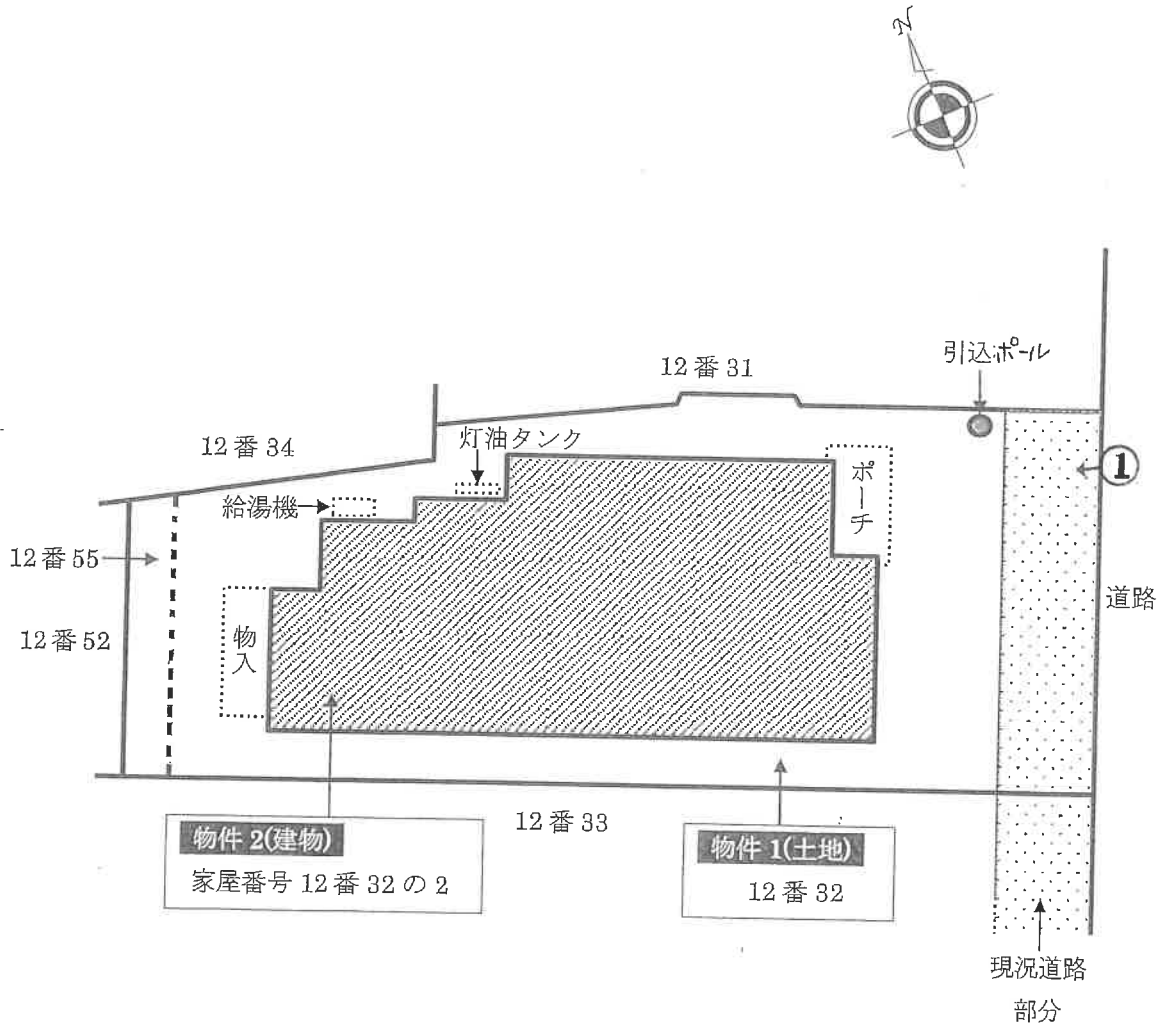 N
12番31
引込ポール
12番34
灯油タンク
①
給湯機
ポーチ
12番55
道路
12番52
物入
12番33
物件 2(建物)
家屋番号 12番32の2
物件 1(土地)
12番32
現況道路
部分